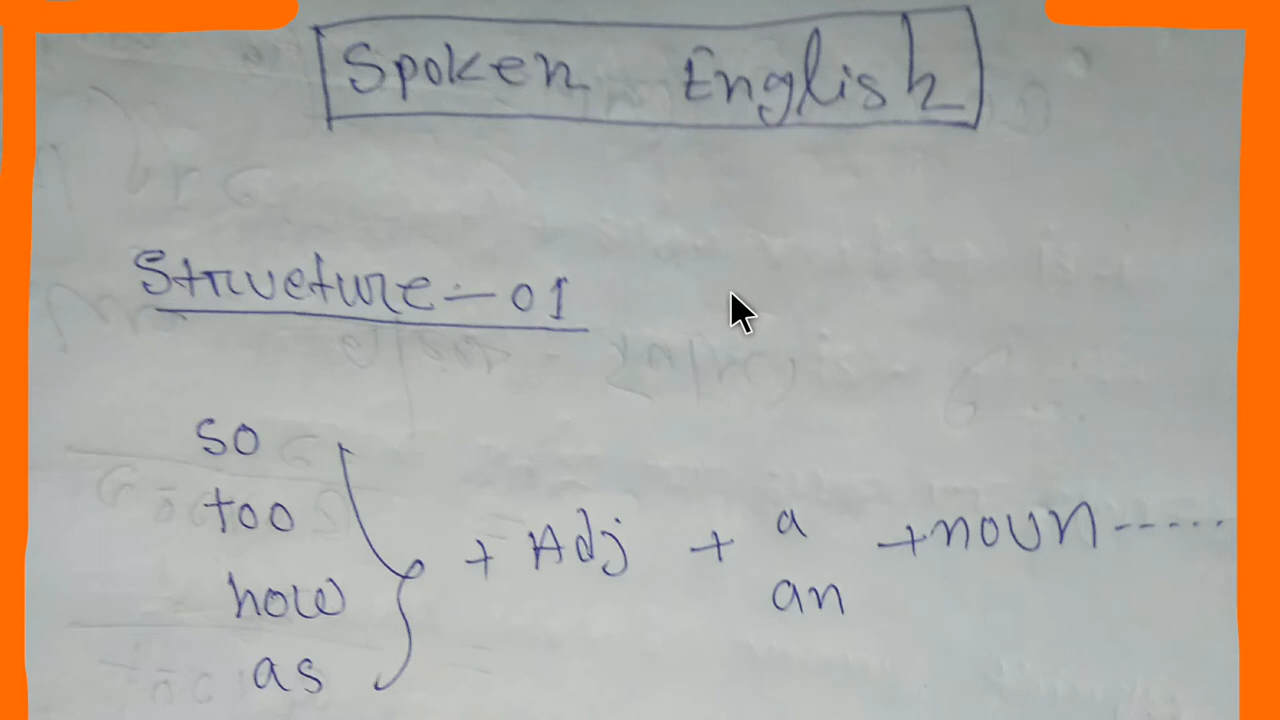 Spoken English
Structure - 01
so
too
how
as
+ Adj + a + noun ------
an